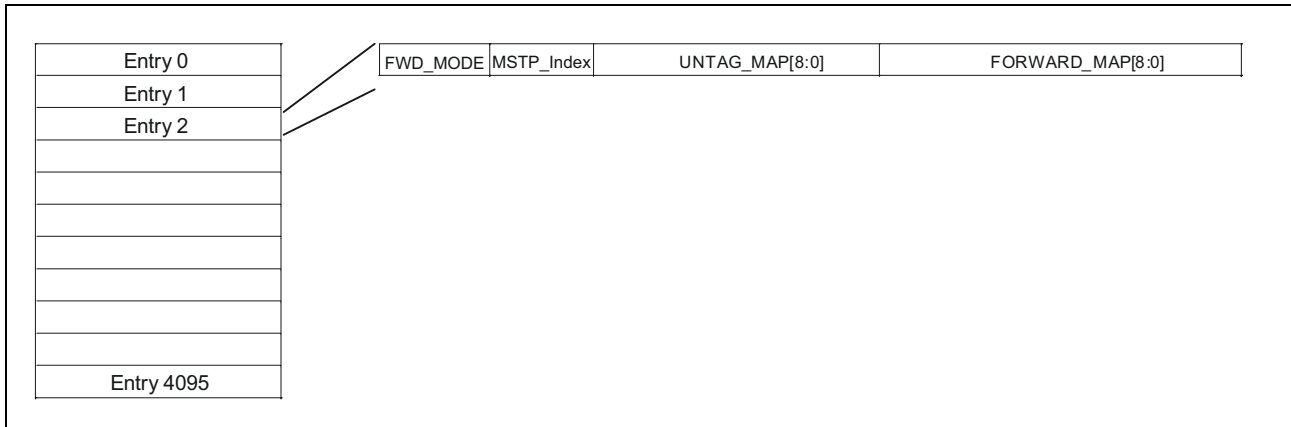 Entry 0
FWD_MODE MSTP_Index UNTAG_MAP[8:0] FORWARD_MAP[8:0]
Entry 1
Entry 2
Entry 4095